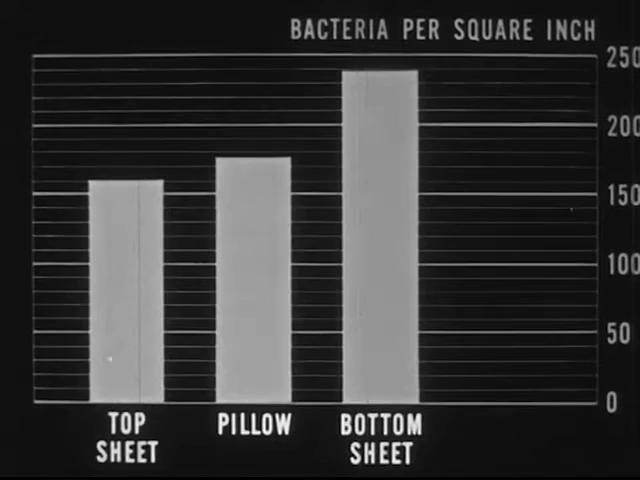 BACTERIA PER SQUARE INCH
250
200
150
100
50
0
TOP SHEET
PILLOW
BOTTOM SHEET